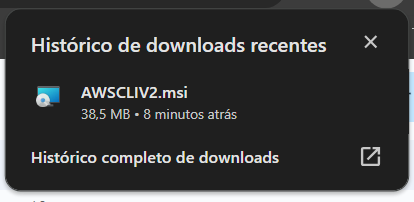 Histórico de downloads recentes
AWSCLIV2.msi
38,5 MB • 8 minutos atrás
Histórico completo de downloads